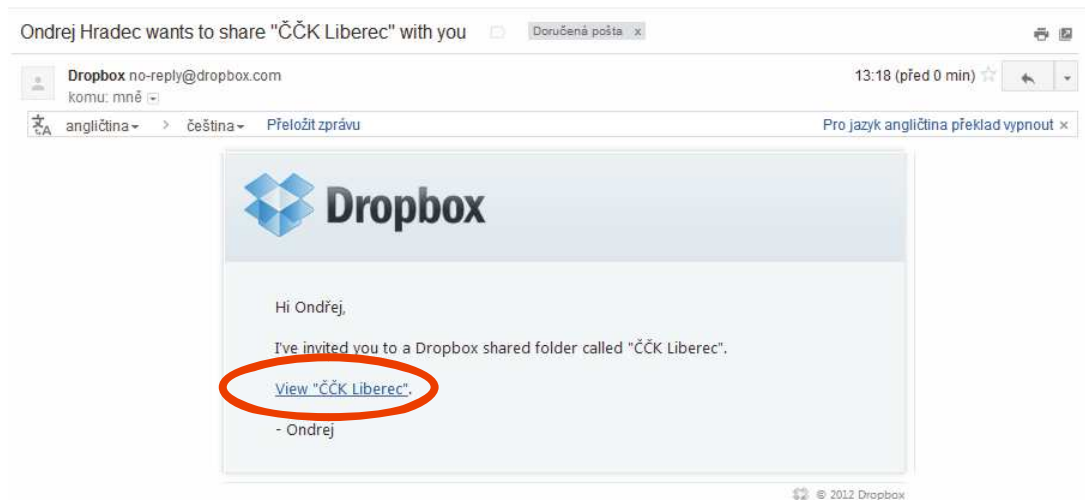 Ondrej Hradec wants to share "ČČK Liberec" with you Doručená pošta x
Dropbox no-reply@dropbox.com 13:18 (před 0 min)
komu: mně
angličtina > čeština Přeložit zprávu Pro jazyk angličtina překlad vypnout ×
Dropbox
Hi Ondřej,
I've invited you to a Dropbox shared folder called "ČČK Liberec".
View "ČČK Liberec".
- Ondrej
© 2012 Dropbox